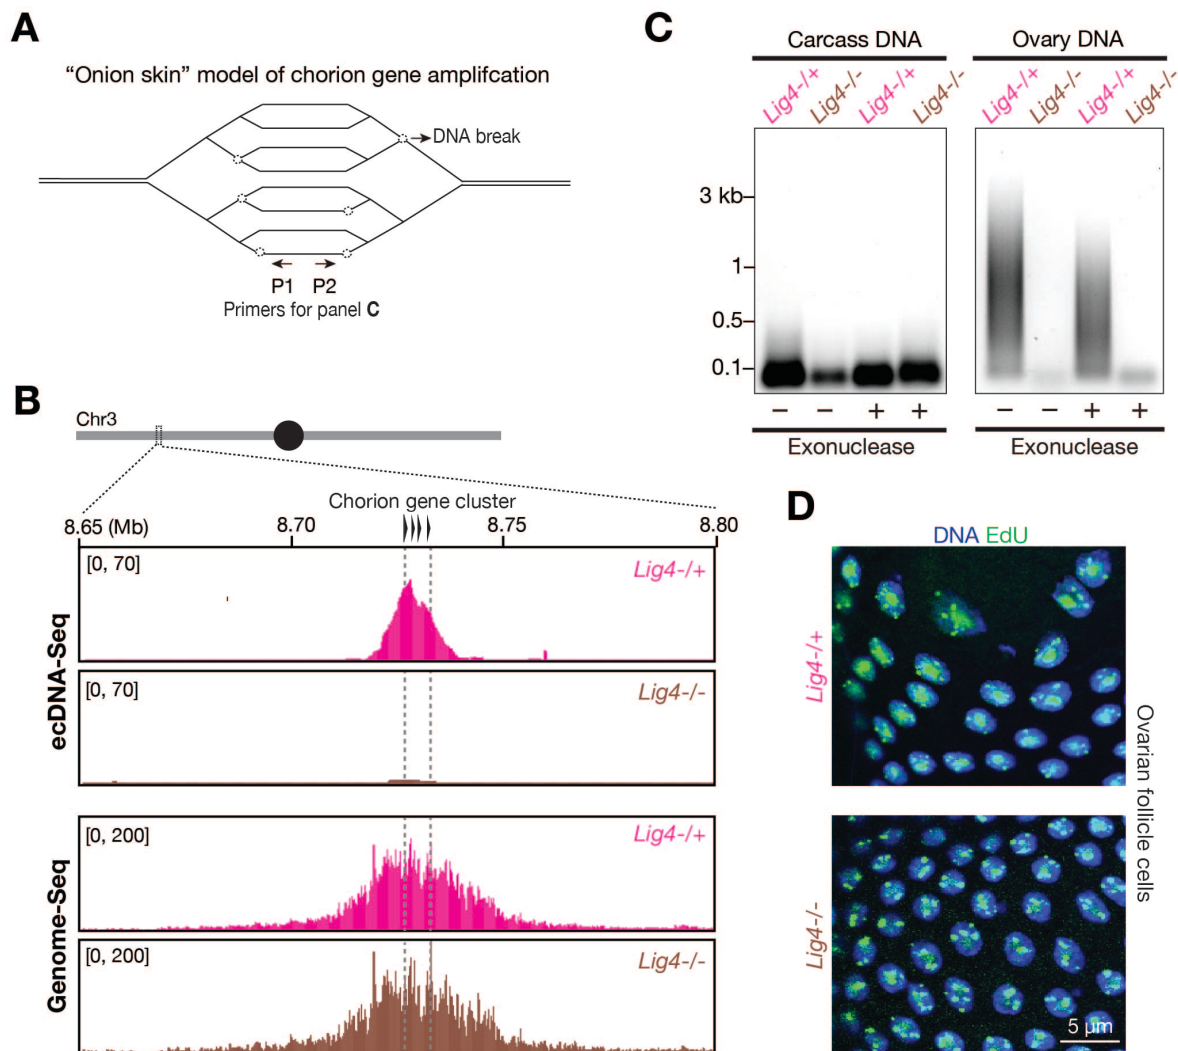 A
"Onion skin" model of chorion gene amplifcation
DNA break
P1 P2
Primers for panel C
B
Chr3
Chorion gene cluster
8.65 (Mb) 8.70 8.75 8.80
ecDNA-Seq
[0, 70] Lig4-/+
[0, 70] Lig4-/-
Genome-Seq
[0, 200] Lig4-/+
[0, 200] Lig4-/-
C
Carcass DNA Ovary DNA
Lig4-/+ Lig4-/- Lig4-/+ Lig4-/- Lig4-/+ Lig4-/- Lig4-/+ Lig4-/-
3 kb
1
0.5
0.1
− − + + − − + +
Exonuclease Exonuclease
D
DNA EdU
Lig4-/+
Lig4-/-
Ovarian follicle cells
5 µm